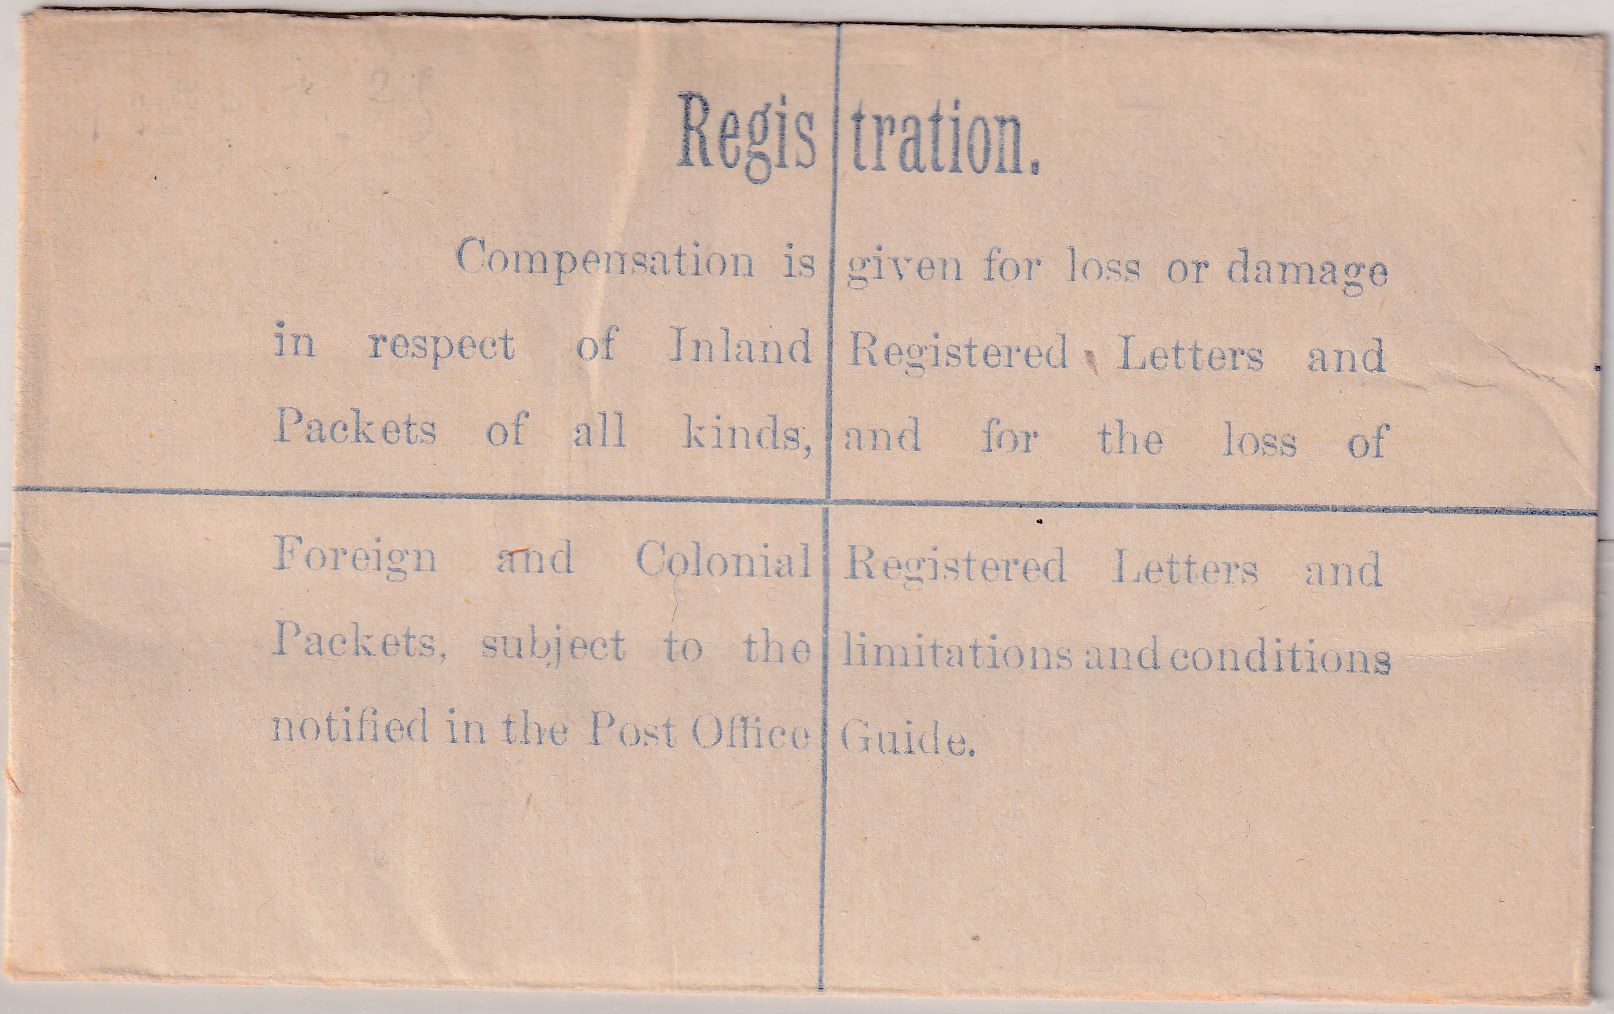 Registration.
Compensation is given for loss or damage
in respect of Inland Registered Letters and
Packets of all kinds, and for the loss of
Foreign and Colonial Registered Letters and
Packets, subject to the limitations and conditions
notified in the Post Office Guide.